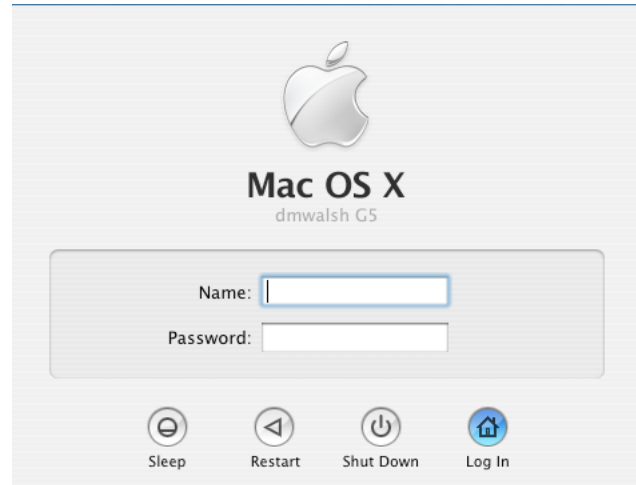 Mac OS X
dmwalsh G5
Name:
Password:
Sleep Restart Shut Down Log In